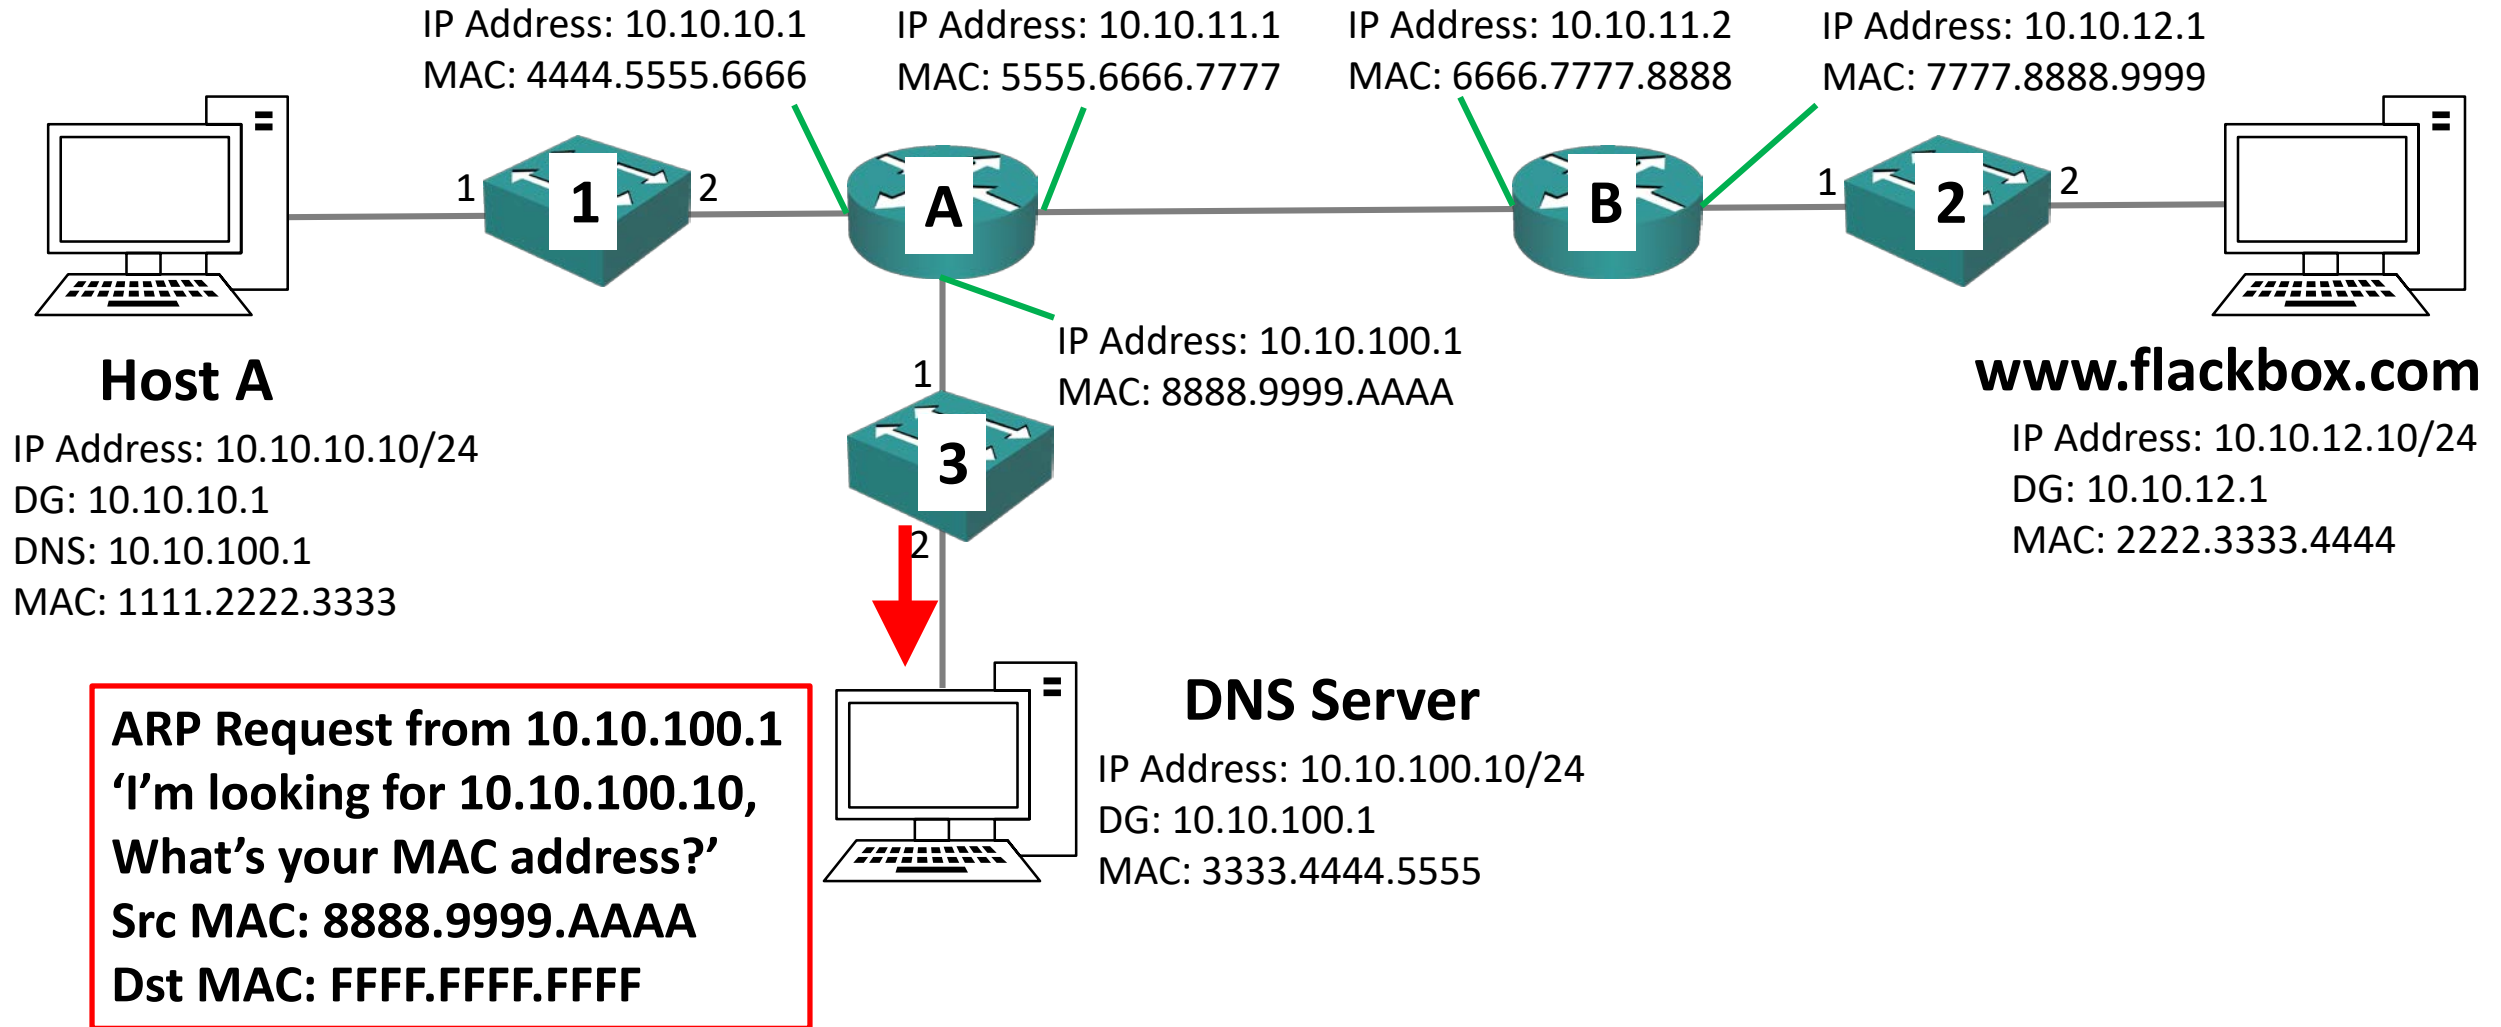 IP Address: 10.10.10.1
MAC: 4444.5555.6666
IP Address: 10.10.11.1
MAC: 5555.6666.7777
IP Address: 10.10.11.2
MAC: 6666.7777.8888
IP Address: 10.10.12.1
MAC: 7777.8888.9999
1
1
2
A
B
1
2
2
IP Address: 10.10.100.1
MAC: 8888.9999.AAAA
1
3
2
Host A
IP Address: 10.10.10.10/24
DG: 10.10.10.1
DNS: 10.10.100.1
MAC: 1111.2222.3333
www.flackbox.com
IP Address: 10.10.12.10/24
DG: 10.10.12.1
MAC: 2222.3333.4444
ARP Request from 10.10.100.1
‘I’m looking for 10.10.100.10,
What’s your MAC address?’
Src MAC: 8888.9999.AAAA
Dst MAC: FFFF.FFFF.FFFF
DNS Server
IP Address: 10.10.100.10/24
DG: 10.10.100.1
MAC: 3333.4444.5555